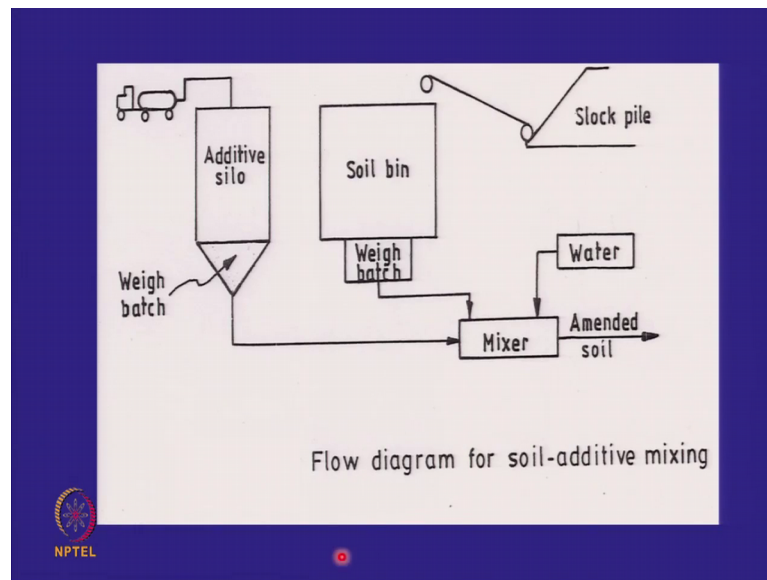 Slock pile
Additive
silo
Soil bin
Weigh
batch
Weigh
batch
Water
Mixer
Amended
soil
Flow diagram for soil-additive mixing
NPTEL